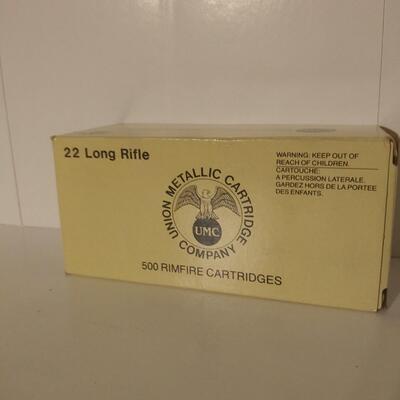 22 Long Rifle
WARNING: KEEP OUT OF
REACH OF CHILDREN.
CARTOUCHE:
A PERCUSSION LATERALE.
GARDEZ HORS DE LA PORTEE
DES ENFANTS.
UNION METALLIC CARTRIDGE
COMPANY
UMC
500 RIMFIRE CARTRIDGES